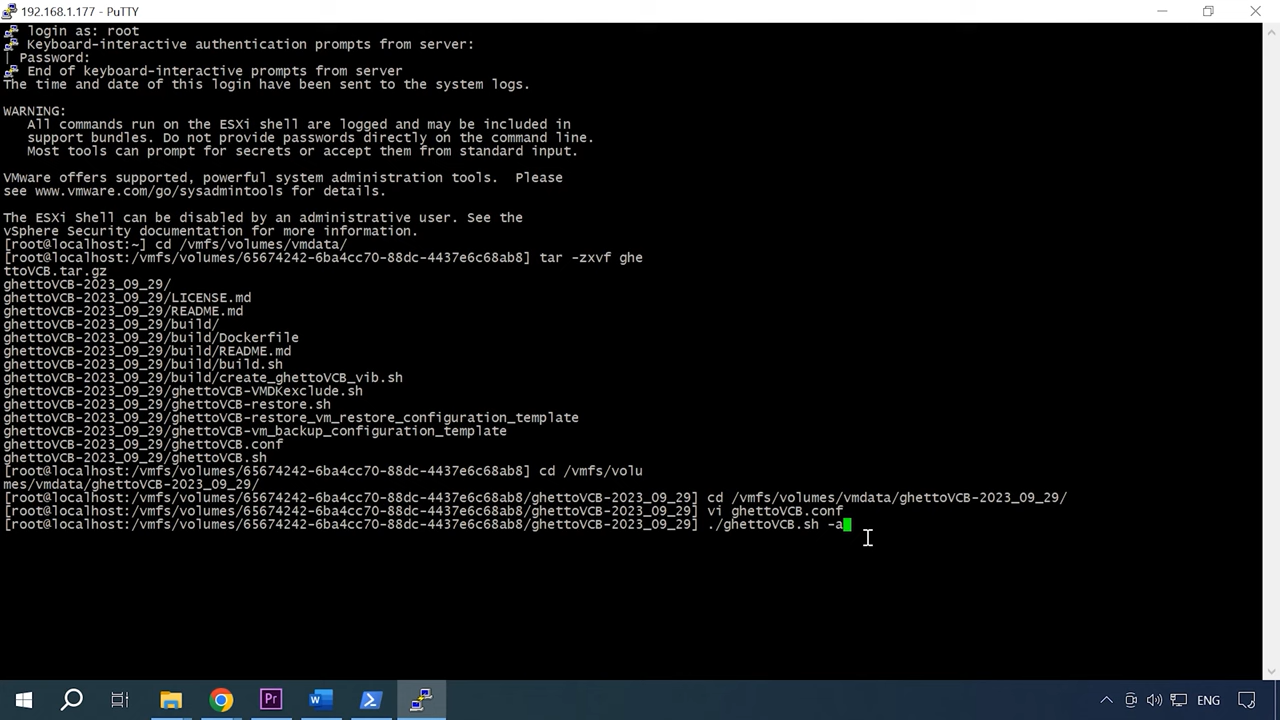 192.168.1.177 - PuTTY
login as: root
Keyboard-interactive authentication prompts from server:
| Password:
End of keyboard-interactive prompts from server
The time and date of this login have been sent to the system logs.
WARNING:
All commands run on the ESXi shell are logged and may be included in
support bundles. Do not provide passwords directly on the command line.
Most tools can prompt for secrets or accept them from standard input.
VMware offers supported, powerful system administration tools.  Please
see www.vmware.com/go/sysadmintools for details.
The ESXi Shell can be disabled by an administrative user. See the
vSphere Security documentation for more information.
[root@localhost:~] cd /vmfs/volumes/vmdata/
[root@localhost:/vmfs/volumes/65674242-6ba4cc70-88dc-4437e6c68ab8] tar -zxvf ghe
ttoVCB.tar.gz
ghettoVCB-2023_09_29/
ghettoVCB-2023_09_29/LICENSE.md
ghettoVCB-2023_09_29/README.md
ghettoVCB-2023_09_29/build/
ghettoVCB-2023_09_29/build/Dockerfile
ghettoVCB-2023_09_29/build/README.md
ghettoVCB-2023_09_29/build/build.sh
ghettoVCB-2023_09_29/build/create_ghettoVCB_vib.sh
ghettoVCB-2023_09_29/ghettoVCB-VMDKexclude.sh
ghettoVCB-2023_09_29/ghettoVCB-restore.sh
ghettoVCB-2023_09_29/ghettoVCB-restore_vm_restore_configuration_template
ghettoVCB-2023_09_29/ghettoVCB-vm_backup_configuration_template
ghettoVCB-2023_09_29/ghettoVCB.conf
ghettoVCB-2023_09_29/ghettoVCB.sh
[root@localhost:/vmfs/volumes/65674242-6ba4cc70-88dc-4437e6c68ab8] cd /vmfs/volu
mes/vmdata/ghettoVCB-2023_09_29/
[root@localhost:/vmfs/volumes/65674242-6ba4cc70-88dc-4437e6c68ab8/ghettoVCB-2023_09_29] cd /vmfs/volumes/vmdata/ghettoVCB-2023_09_29/
[root@localhost:/vmfs/volumes/65674242-6ba4cc70-88dc-4437e6c68ab8/ghettoVCB-2023_09_29] vi ghettoVCB.conf
[root@localhost:/vmfs/volumes/65674242-6ba4cc70-88dc-4437e6c68ab8/ghettoVCB-2023_09_29] ./ghettoVCB.sh -a
Pr
W
ENG